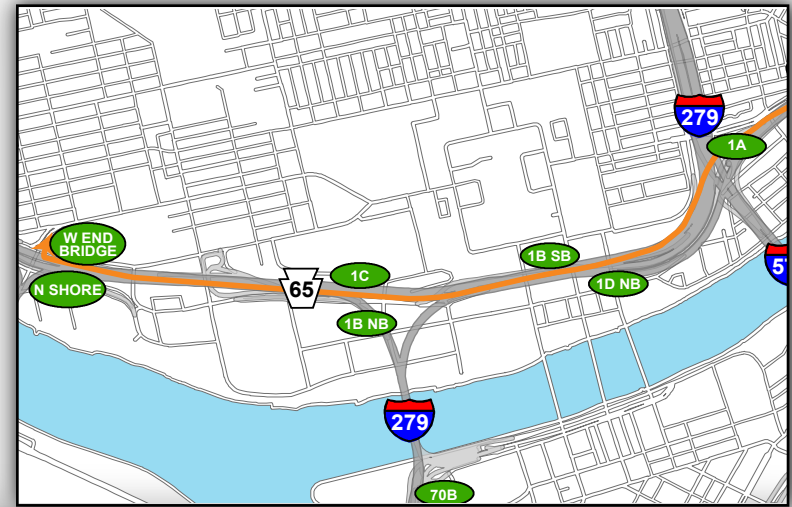 279
1A
W END
BRIDGE
1B SB
1C
65
1D NB
N SHORE
1B NB
279
70B